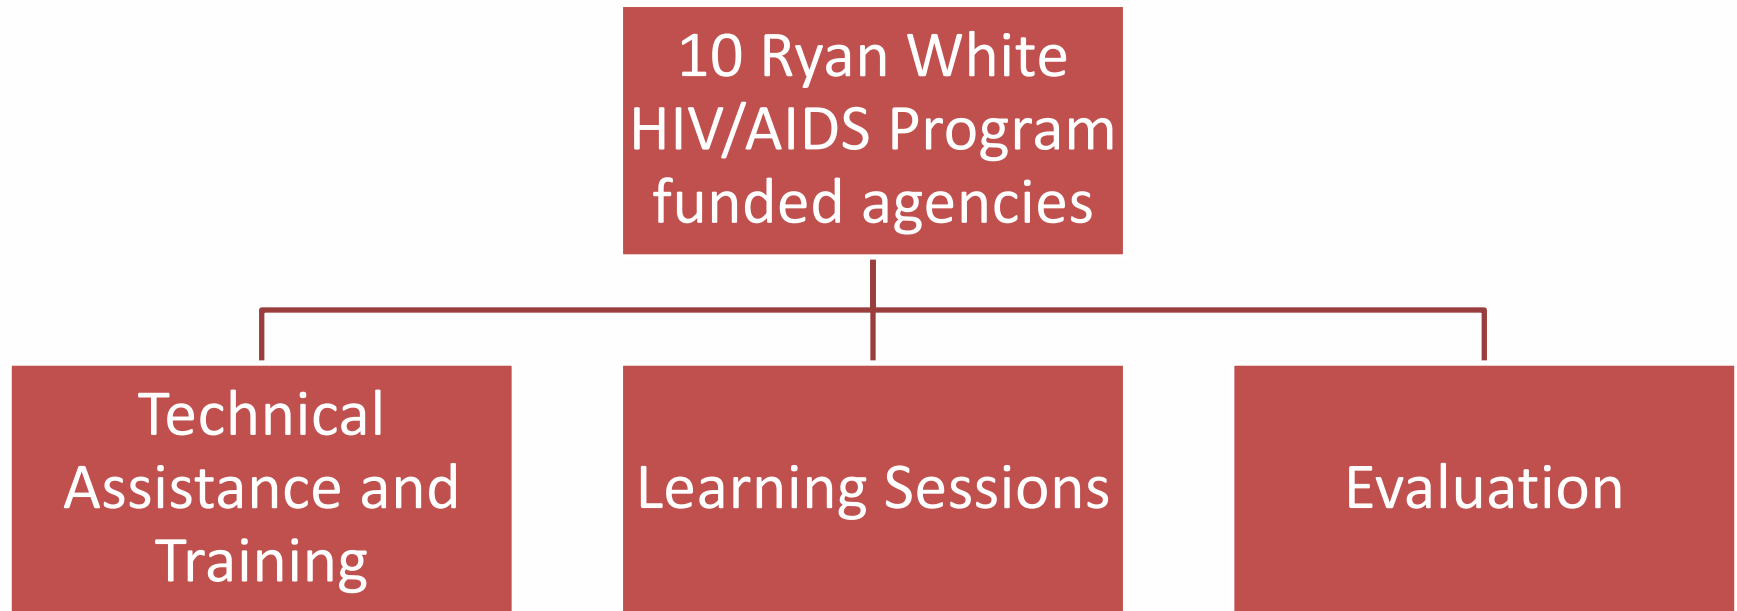 10 Ryan White
HIV/AIDS Program
funded agencies
Technical
Assistance and
Training
Learning Sessions
Evaluation